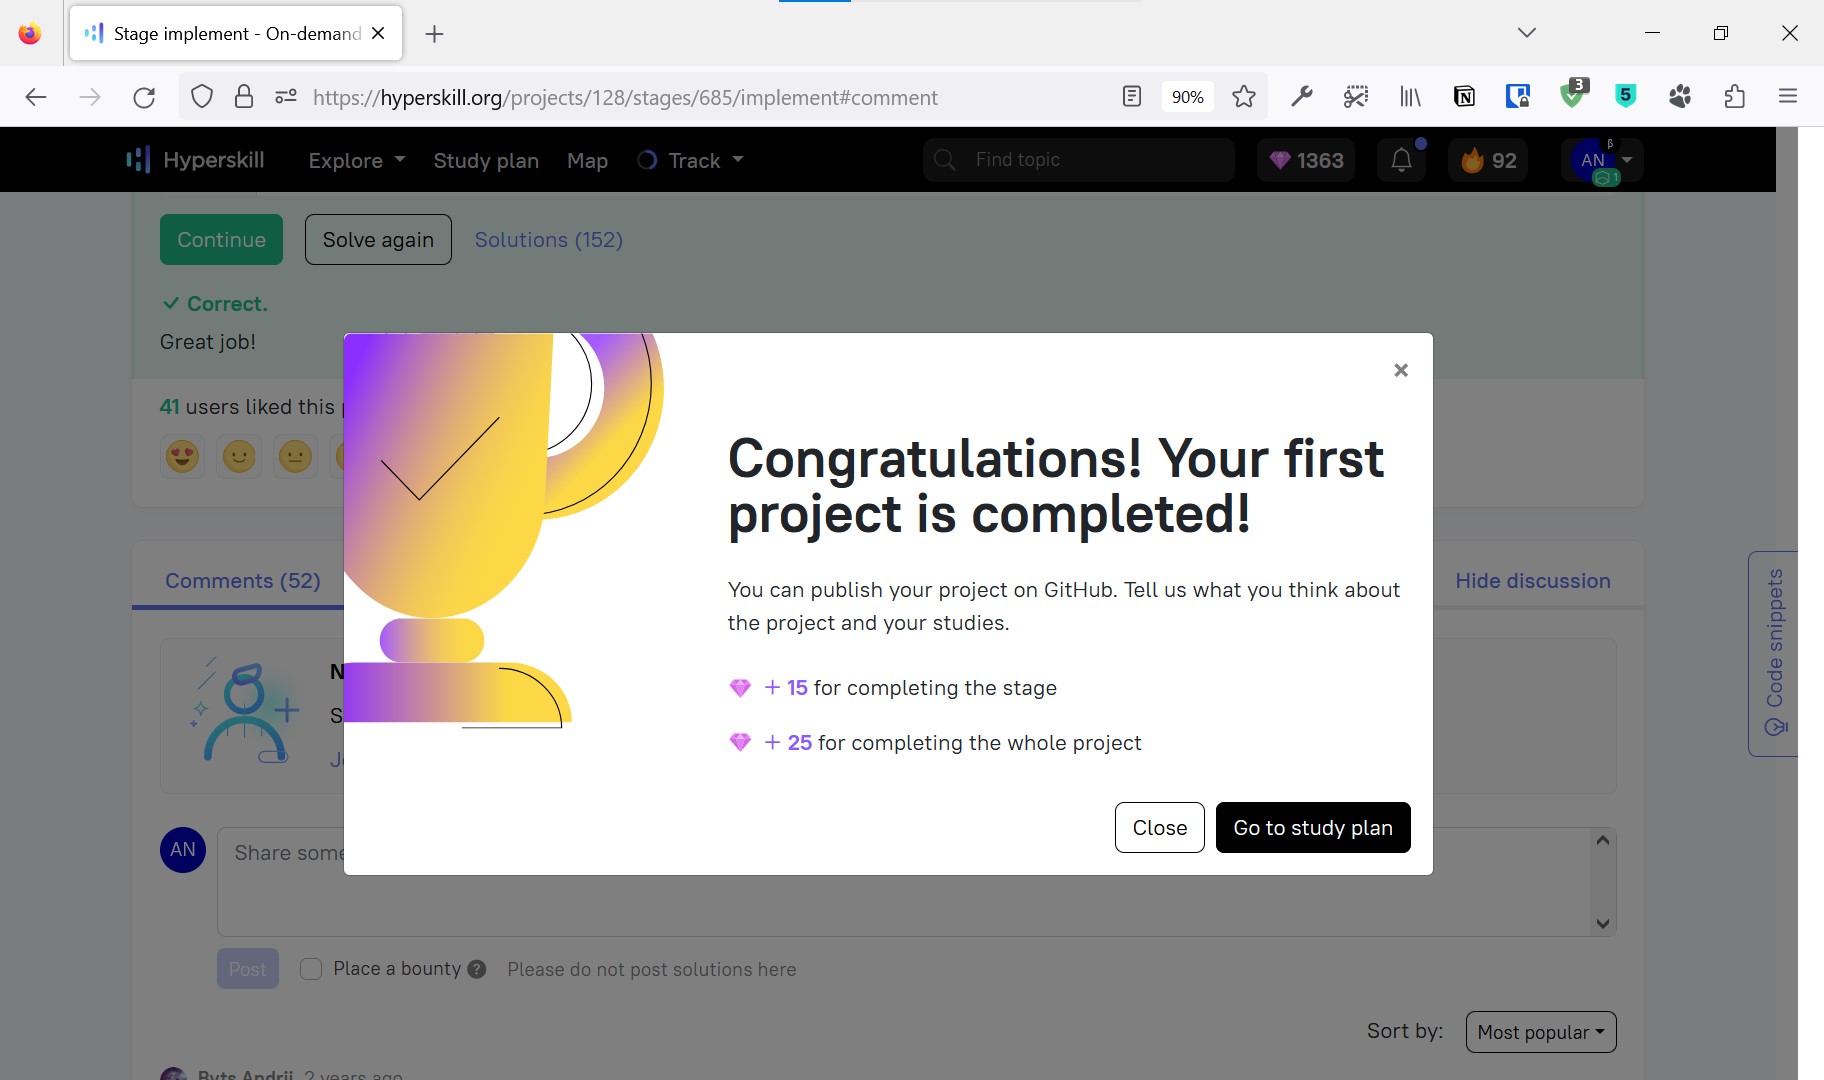 Stage implement - On-demand
https://hyperskill.org/projects/128/stages/685/implement#comment
90%
3
5
Hyperskill
Explore
Study plan
Map
Track
Find topic
1363
92
AN
β
1
Continue
Solve again
Solutions (152)
Correct.
Great job!
41 users liked this
Congratulations! Your first
project is completed!
You can publish your project on GitHub. Tell us what you think about
the project and your studies.
+ 15 for completing the stage
+ 25 for completing the whole project
Close
Go to study plan
Comments (52)
Hide discussion
Code snippets
AN
Share some
Post
Place a bounty
?
Please do not post solutions here
Sort by:
Most popular
Byts Andrii 2 years ago